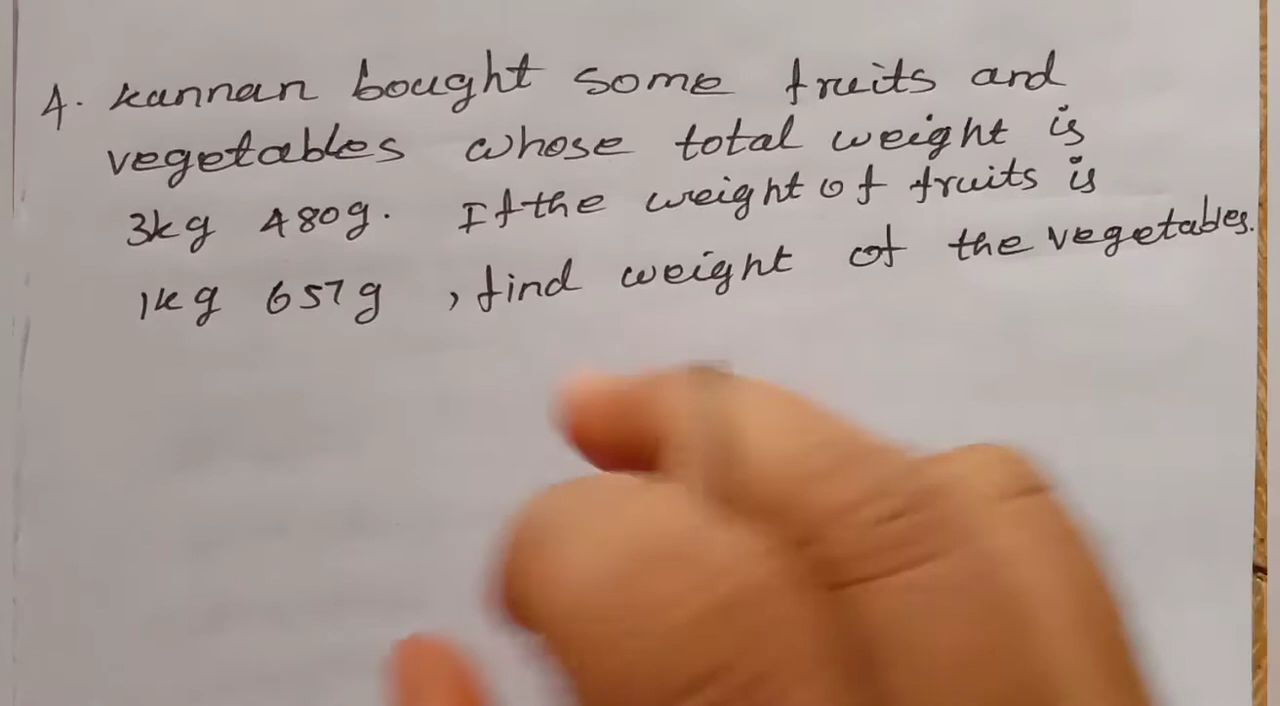 4. kannan bought some fruits and
vegetables whose total weight is
3kg 480g. If the weight of fruits is
1kg 657g , find weight of the vegetables.